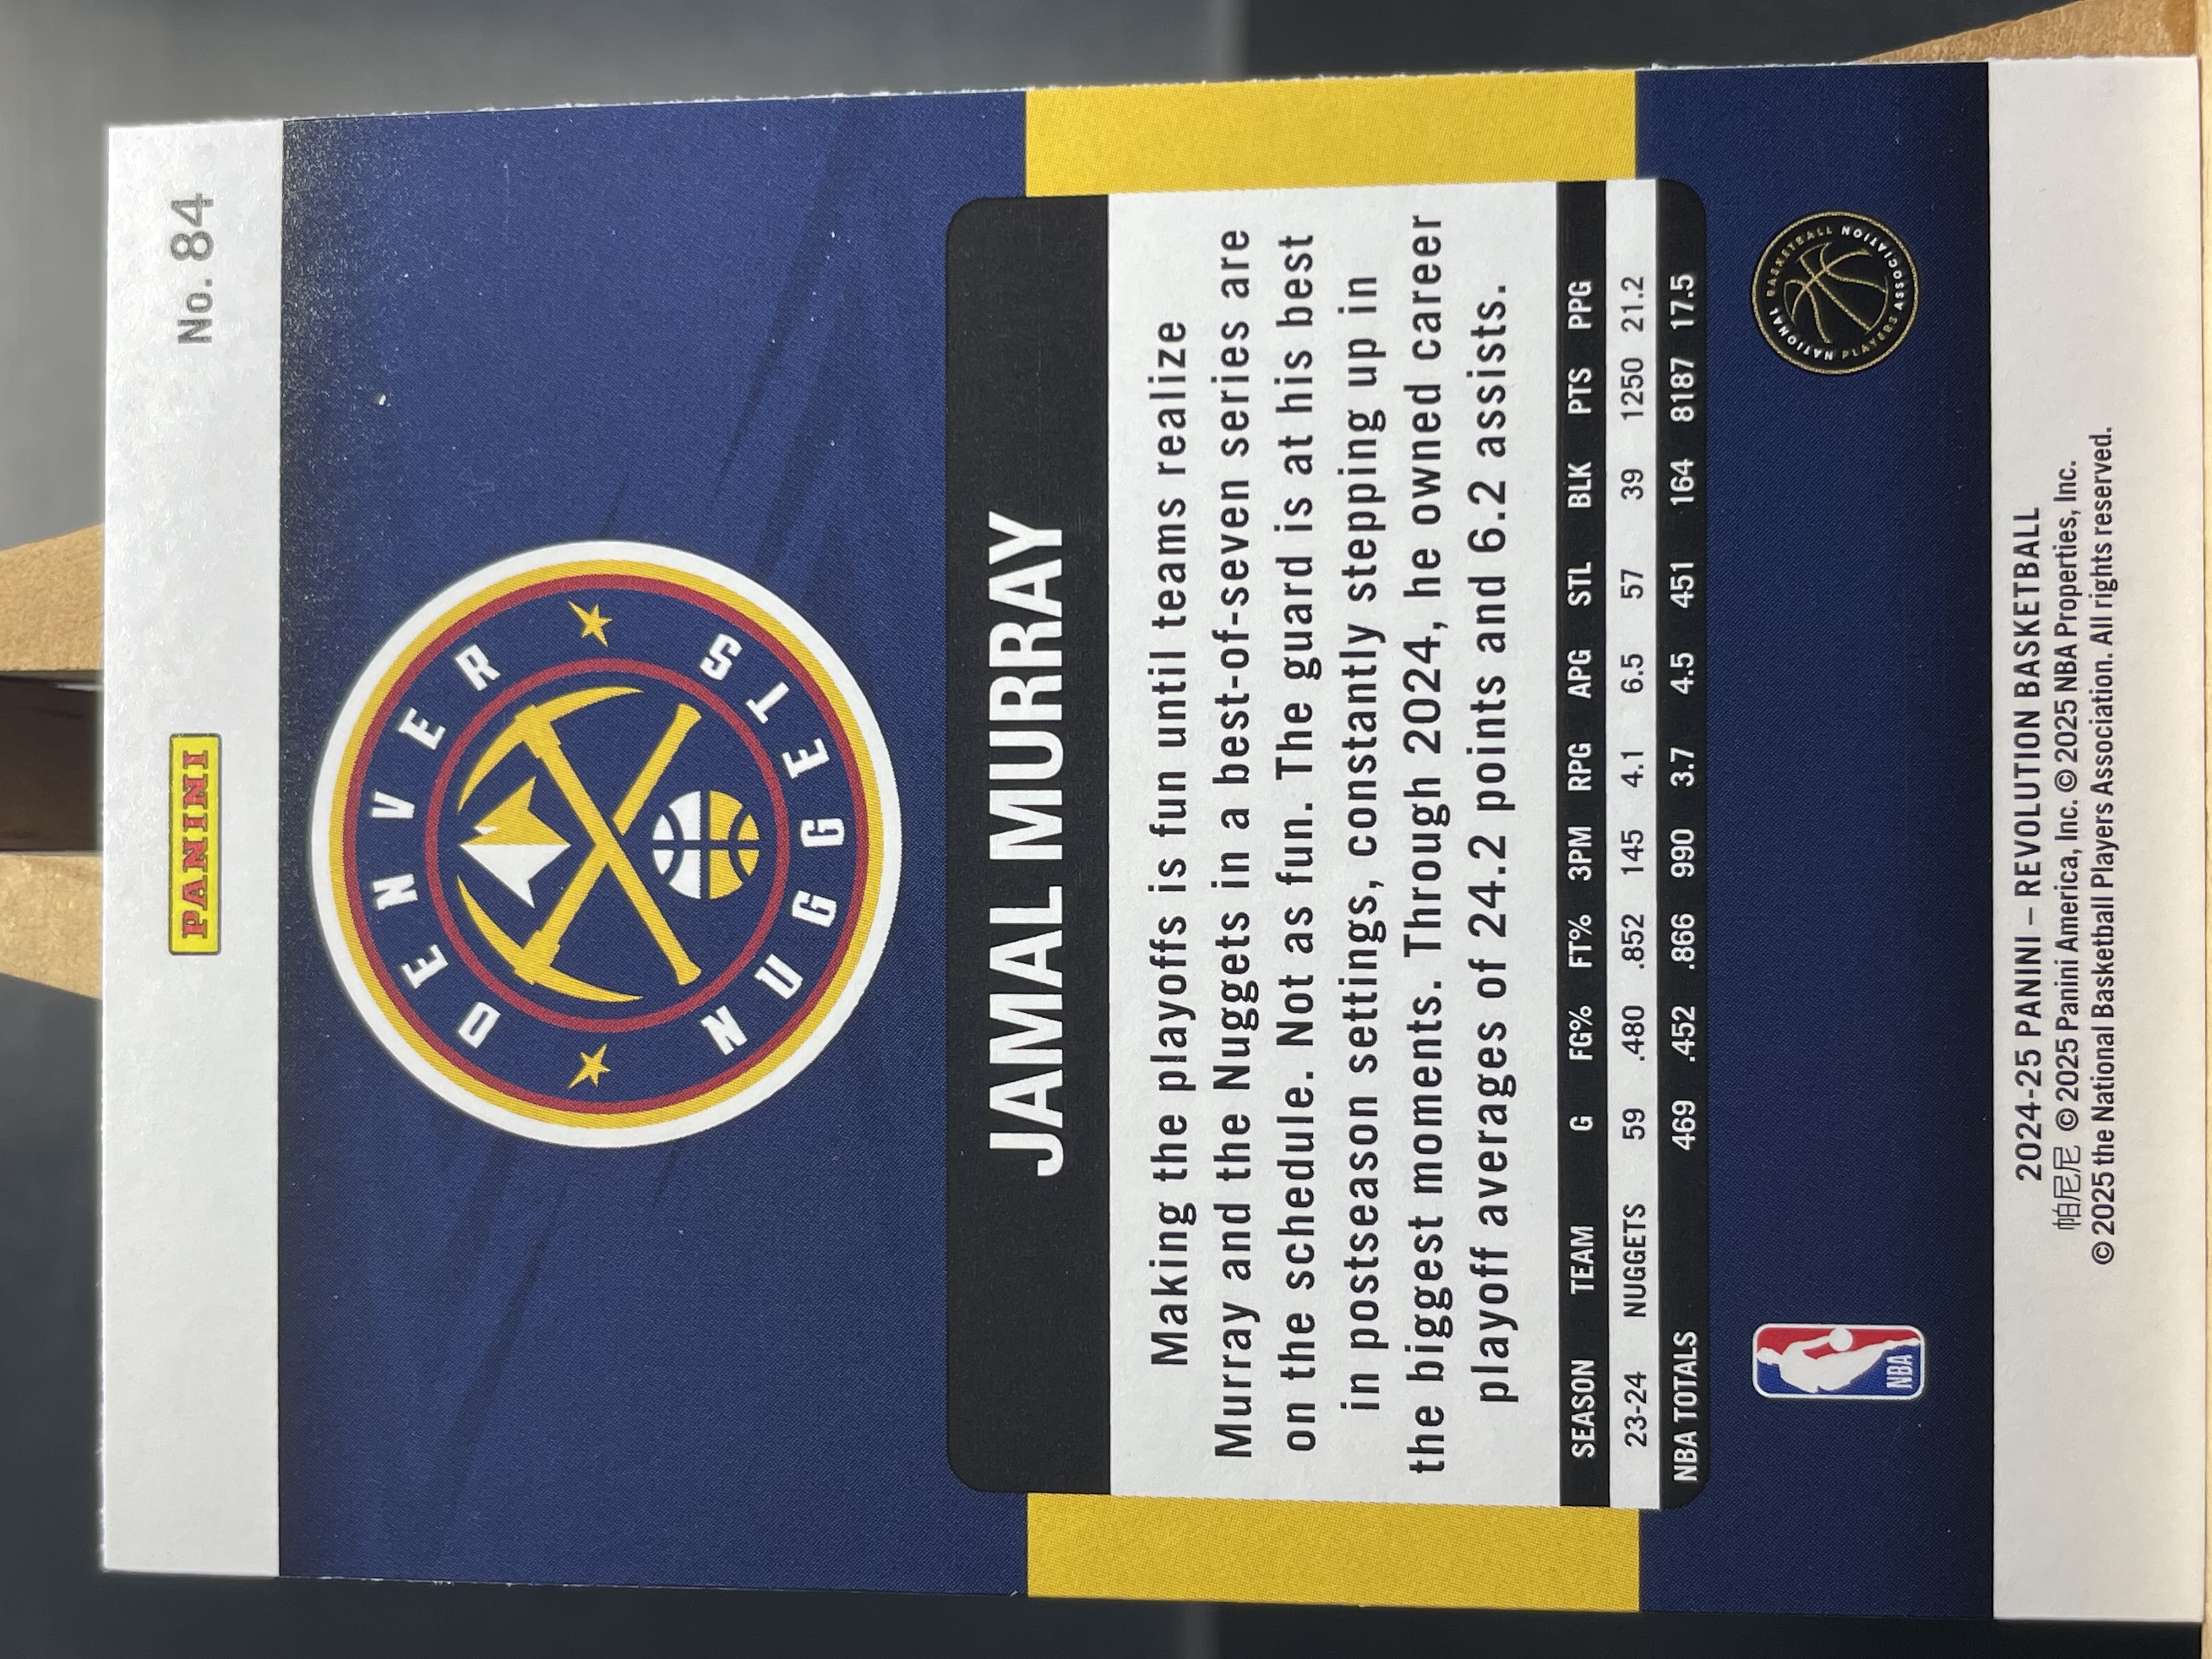 No. 84
PANINI
DENVER
NUGGETS
JAMAL MURRAY
Making the playoffs is fun until teams realize
Murray and the Nuggets in a best-of-seven series are
on the schedule. Not as fun. The guard is at his best
in postseason settings, constantly stepping up in
the biggest moments. Through 2024, he owned career
playoff averages of 24.2 points and 6.2 assists.
SEASON TEAM G FG% FT% 3PM RPG APG STL BLK PTS PPG
23-24 NUGGETS 59 .480 .852 145 4.1 6.5 57 39 1250 21.2
NBA TOTALS 469 .452 .866 990 3.7 4.5 451 164 8187 17.5
NBA
NATIONAL BASKETBALL
PLAYERS ASSOCIATION
2024-25 PANINI – REVOLUTION BASKETBALL
帕尼尼 © 2025 Panini America, Inc. © 2025 NBA Properties, Inc.
© 2025 the National Basketball Players Association. All rights reserved.